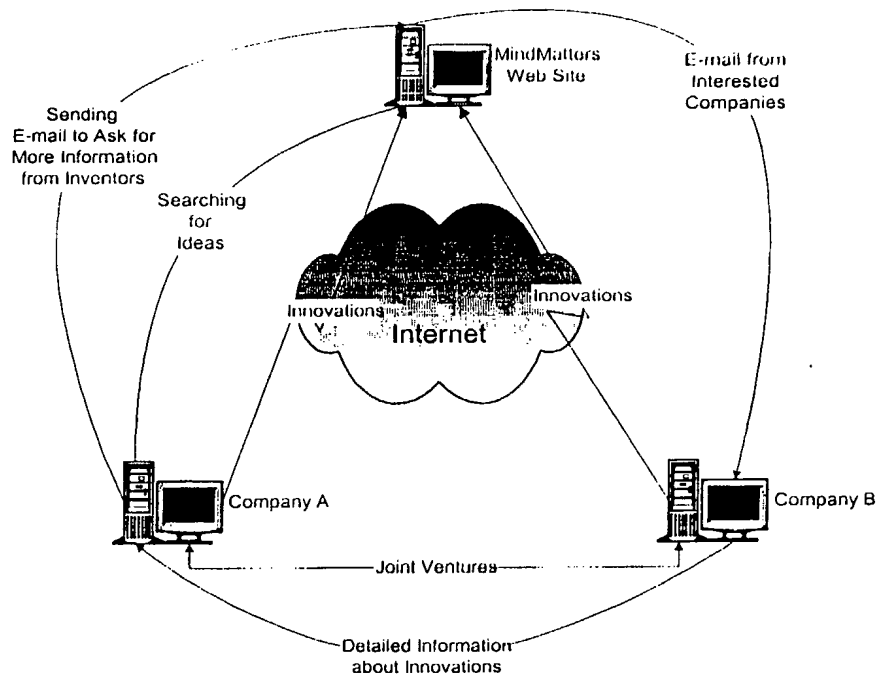 MindMatters
Web Site
E-mail from
Interested
Companies
Sending
E-mail to Ask for
More Information
from Inventors
Searching
for
Ideas
Innovations
Innovations
Internet
Company A
Company B
Joint Ventures
Detailed Information
about Innovations